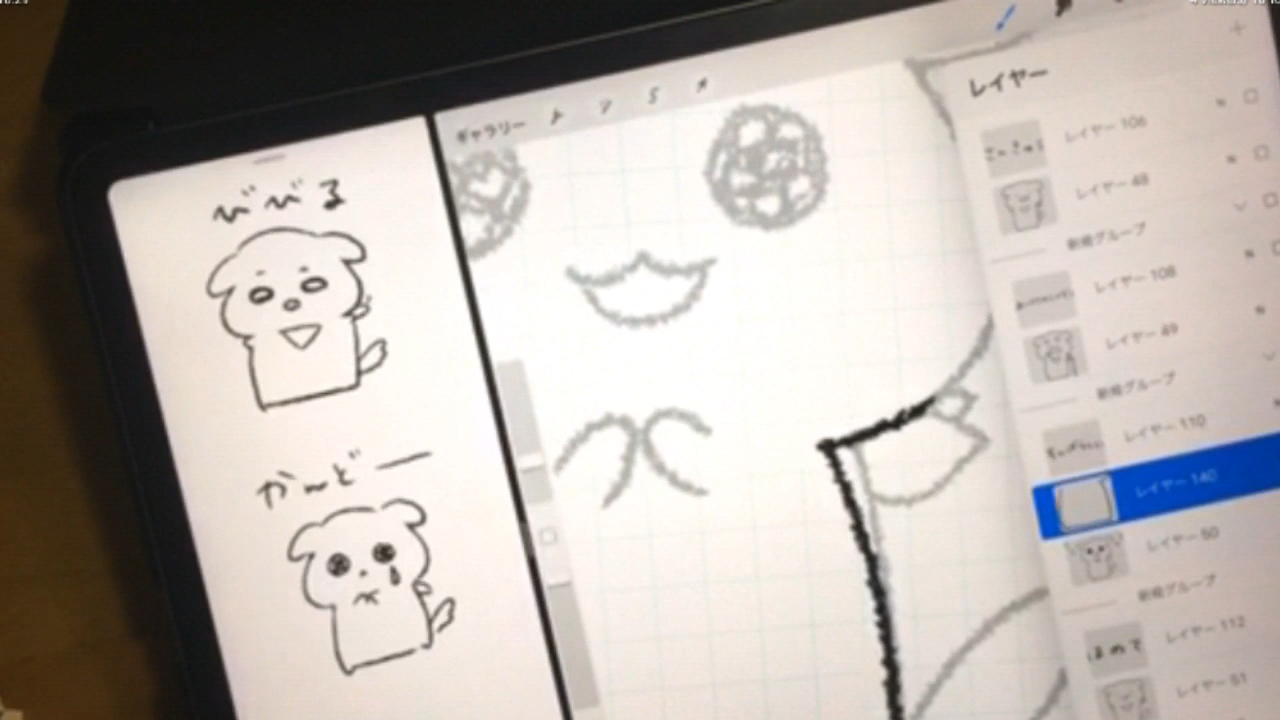 びびる
かんどー
ギャラリー
レイヤー
レイヤー 106
レイヤー 48
新規グループ
レイヤー 108
レイヤー 49
新規グループ
レイヤー 110
レイヤー 140
レイヤー 50
新規グループ
レイヤー 112
ほめて
レイヤー 51